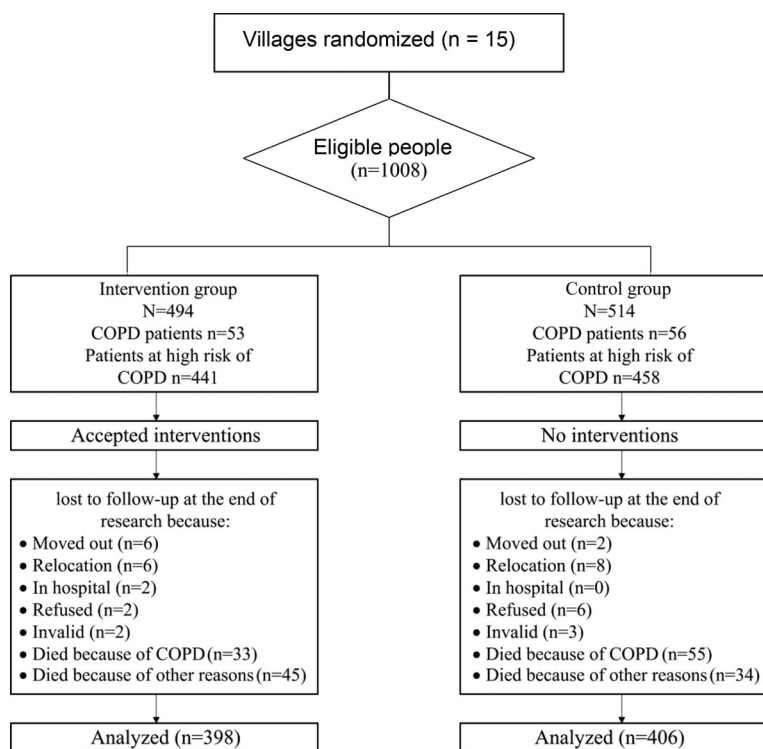 Villages randomized (n = 15)
Eligible people
(n=1008)
Intervention group
N=494
COPD patients n=53
Patients at high risk of
COPD n=441
Accepted interventions
lost to follow-up at the end of
research because:
• Moved out (n=6)
• Relocation (n=6)
• In hospital (n=2)
• Refused (n=2)
• Invalid (n=2)
• Died because of COPD (n=33)
• Died because of other reasons (n=45)
Analyzed (n=398)
Control group
N=514
COPD patients n=56
Patients at high risk of
COPD n=458
No interventions
lost to follow-up at the end of
research because:
• Moved out (n=2)
• Relocation (n=8)
• In hospital (n=0)
• Refused (n=6)
• Invalid (n=3)
• Died because of COPD (n=55)
• Died because of other reasons (n=34)
Analyzed (n=406)